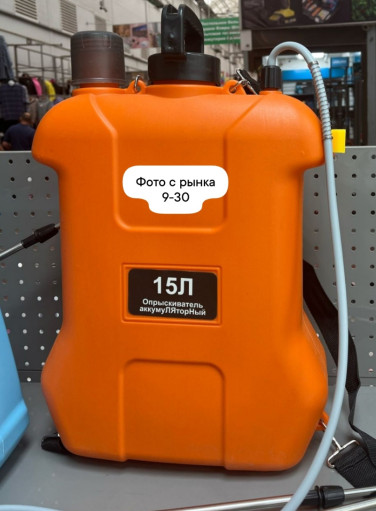 Фото с рынка
9-30
15Л
Опрыскиватель
аккумуЛЯторНый